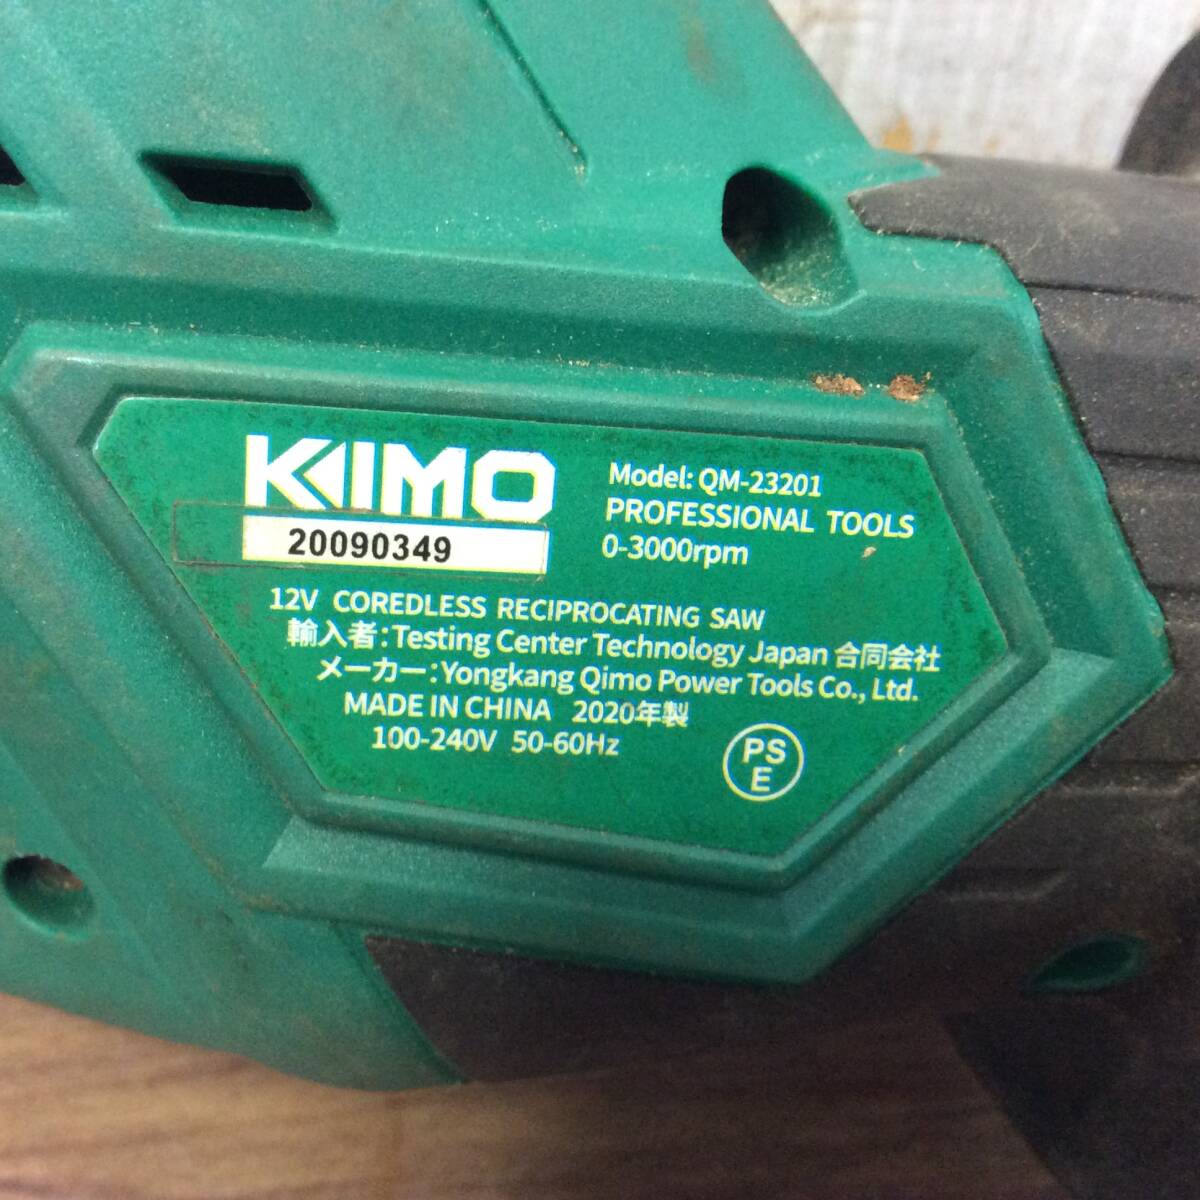 KIMO
20090349
Model: QM-23201
PROFESSIONAL TOOLS
0-3000rpm
12V COREDLESS RECIPROCATING SAW
輸入者:Testing Center Technology Japan 合同会社
メーカー:Yongkang Qimo Power Tools Co., Ltd.
MADE IN CHINA 2020年製
100-240V 50-60Hz
PS
E